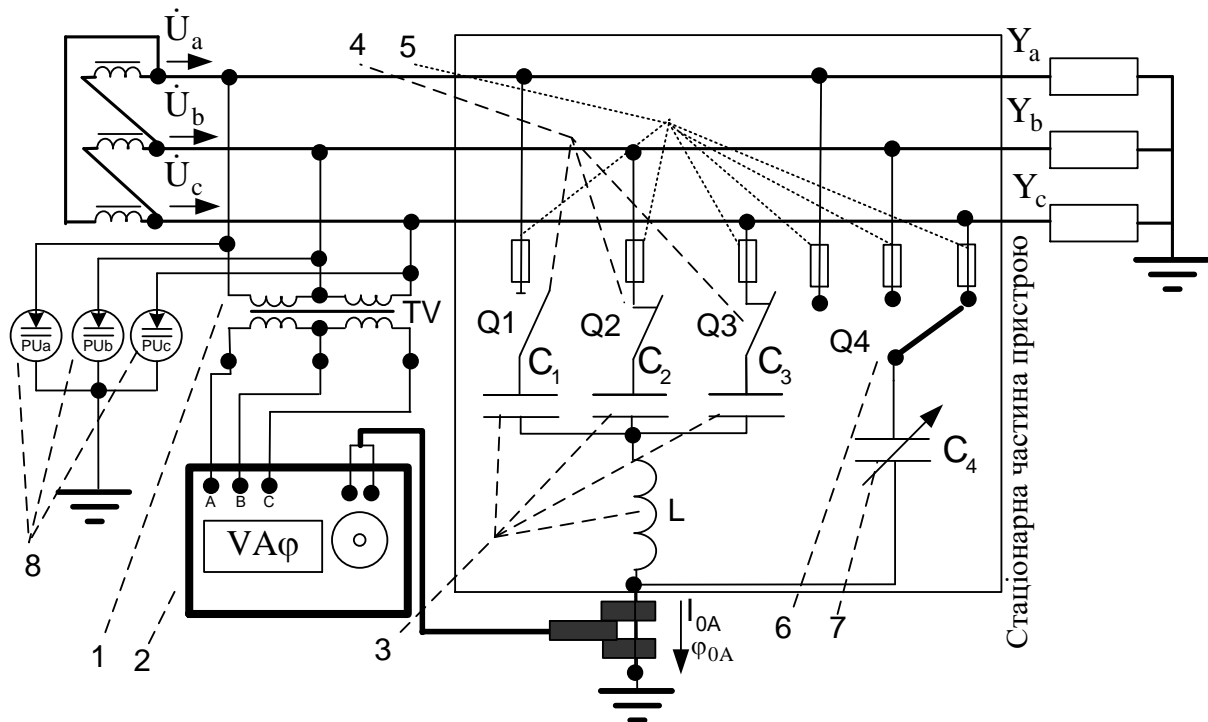 U̇a
U̇b
U̇c
4
5
Ya
Yb
Yc
PUa
PUb
PUc
TV
Q1
Q2
Q3
Q4
C1
C2
C3
C4
L
A
B
C
VAφ
I0A
φ0A
8
1
2
3
6
7
Стаціонарна частина пристрою